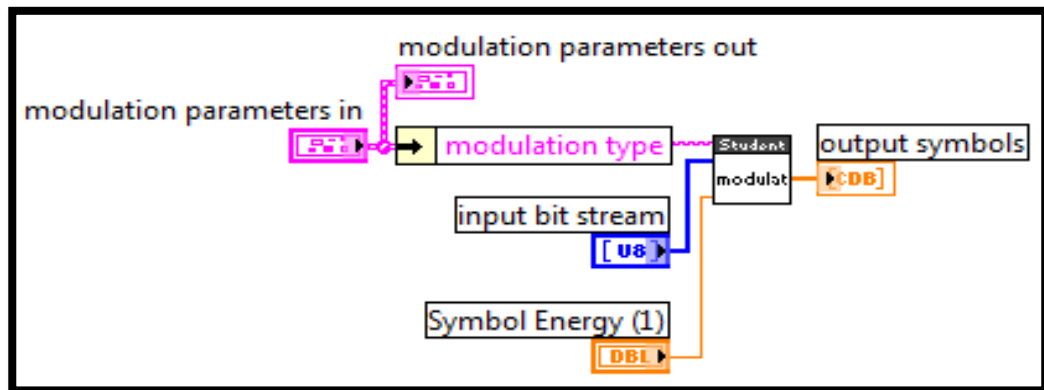 modulation parameters out
modulation parameters in
modulation type
Student
modulat
output symbols
CDB]
input bit stream
[ U8 ]
Symbol Energy (1)
DBL